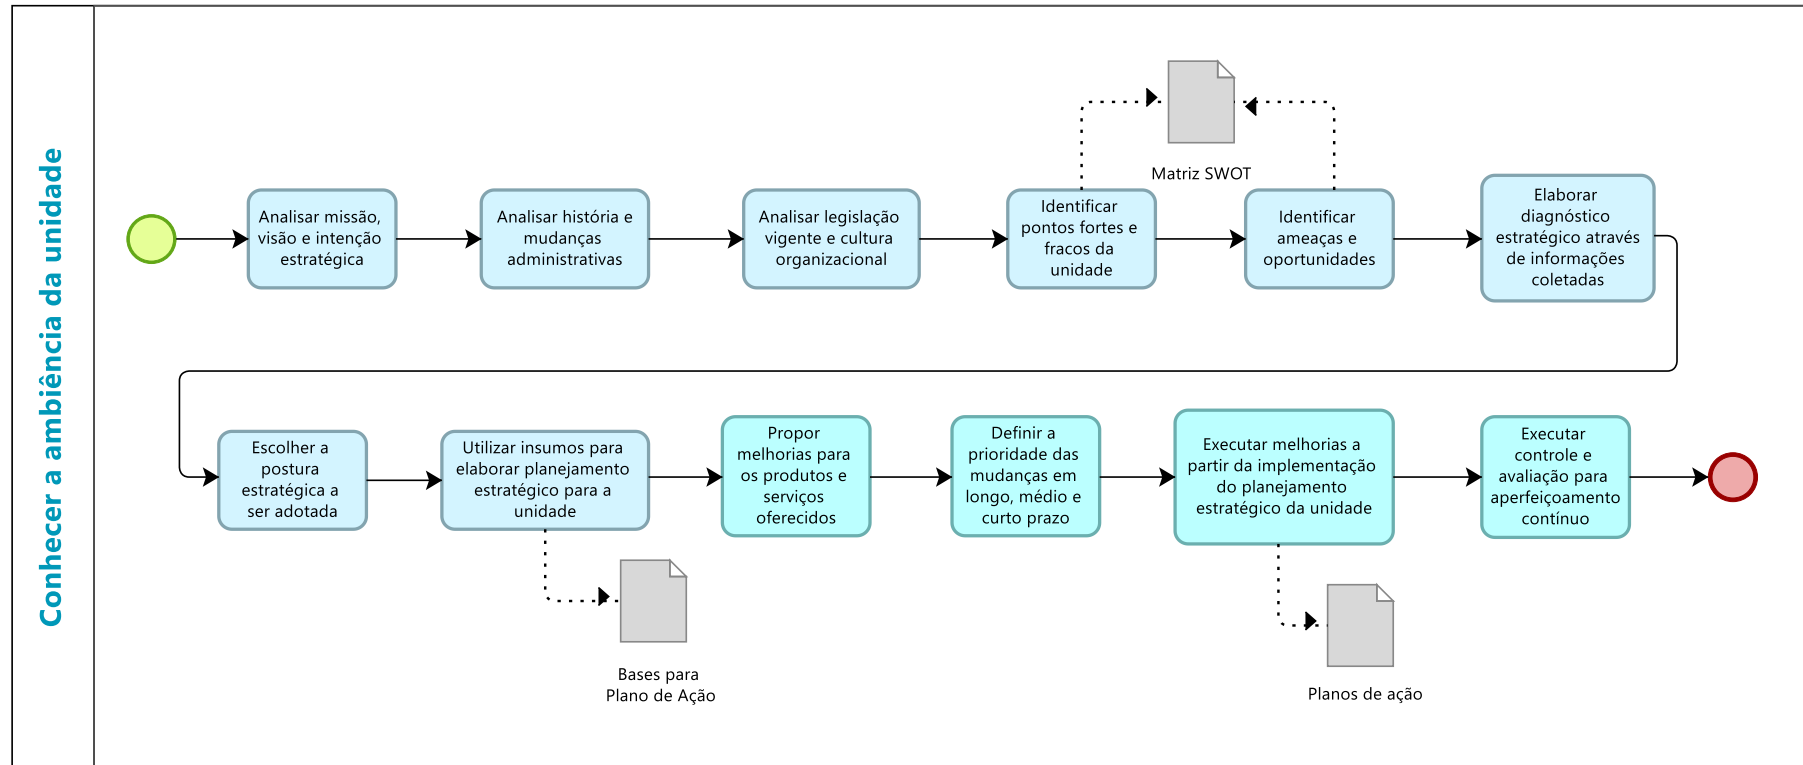 Conhecer a ambiência da unidade
Matriz SWOT
Analisar missão,
visão e intenção
estratégica
Analisar história e
mudanças
administrativas
Analisar legislação
vigente e cultura
organizacional
Identificar
pontos fortes e
fracos da
unidade
Identificar
ameaças e
oportunidades
Elaborar
diagnóstico
estratégico através
de informações
coletadas
Escolher a
postura
estratégica a
ser adotada
Utilizar insumos para
elaborar planejamento
estratégico para a
unidade
Propor
melhorias para
os produtos e
serviços
oferecidos
Definir a
prioridade das
mudanças em
longo, médio e
curto prazo
Executar melhorias a
partir da implementação
do planejamento
estratégico da unidade
Executar
controle e
avaliação para
aperfeiçoamento
contínuo
Bases para
Plano de Ação
Planos de ação